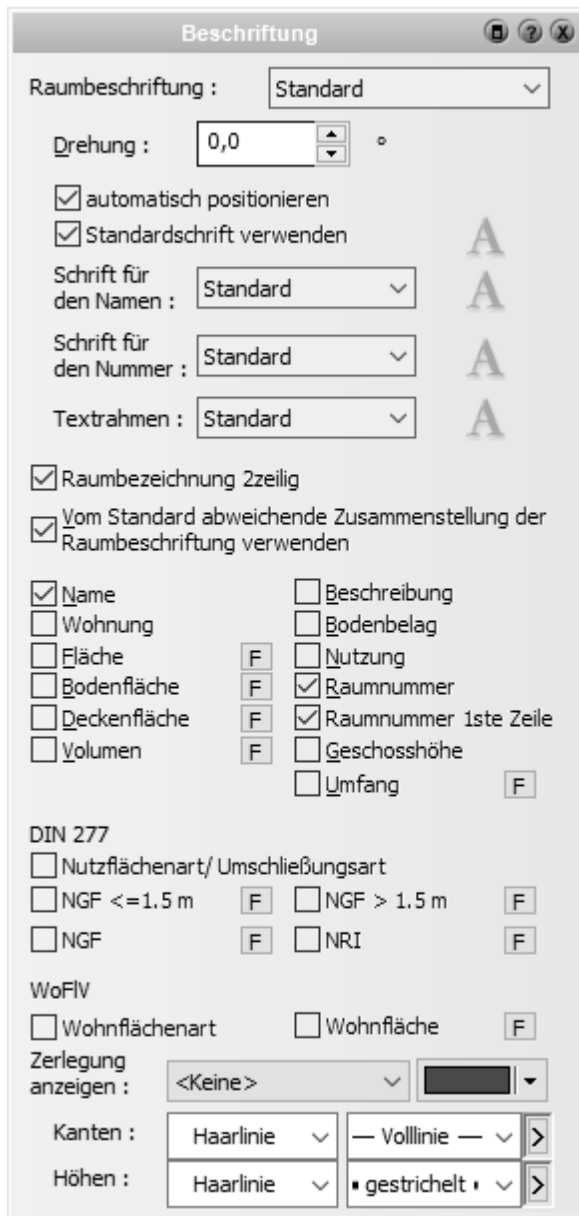 Beschriftung
Raumbeschriftung : Standard
Drehung : 0,0 °
automatisch positionieren
Standardschrift verwenden A
Schrift für
den Namen : Standard A
Schrift für
den Nummer : Standard A
Textrahmen : Standard A
Raumbezeichnung 2zeilig
Vom Standard abweichende Zusammenstellung der
Raumbeschriftung verwenden
Name Beschreibung
Wohnung Bodenbelag
Fläche F Nutzung
Bodenfläche F Raumnummer
Deckenfläche F Raumnummer 1ste Zeile
Volumen F Geschosshöhe
Umfang F
DIN 277
Nutzflächenart/ Umschließungsart
NGF <=1.5 m F NGF > 1.5 m F
NGF F NRI F
WoFlV
Wohnflächenart Wohnfläche F
Zerlegung
anzeigen : <Keine>
Kanten : Haarlinie Volllinie >
Höhen : Haarlinie gestrichelt >